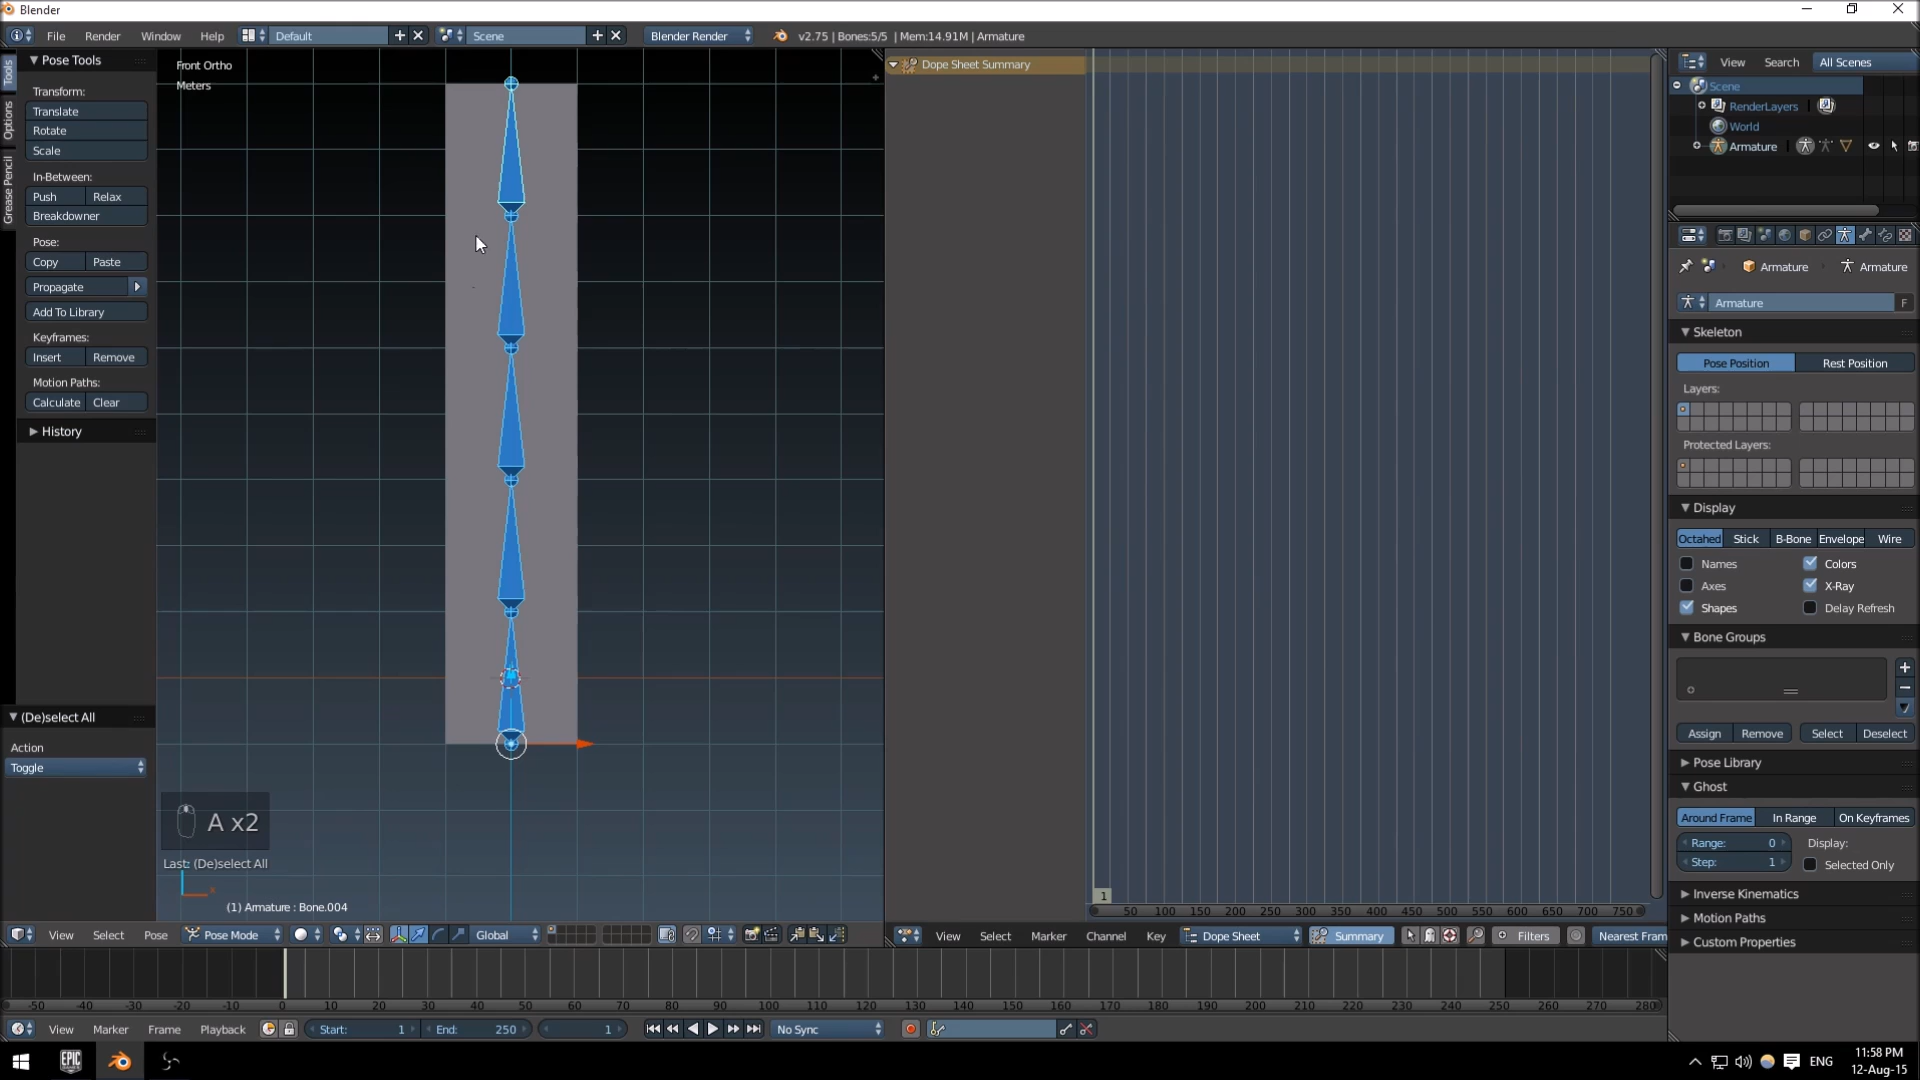 Blender
File Render Window Help Default Scene Blender Render v2.75 | Bones:5/5 | Mem:14.91M | Armature
Tools
Options
Grease Pencil
Pose Tools
Transform:
Translate
Rotate
Scale
In-Between:
Push Relax
Breakdowner
Pose:
Copy Paste
Propagate
Add To Library
Keyframes:
Insert Remove
Motion Paths:
Calculate Clear
History
(De)select All
Action
Toggle
Front Ortho
Meters
A x2
Last: (De)select All
x
(1) Armature : Bone.004
View Select Pose Pose Mode Global
Dope Sheet Summary
1
50 100 150 200 250 300 350 400 450 500 550 600 650 700 750
View Select Marker Channel Key Dope Sheet Summary Filters Nearest Fram
View Search All Scenes
Scene
RenderLayers
World
Armature
Armature Armature
Armature F
Skeleton
Pose Position Rest Position
Layers:
Protected Layers:
Display
Octahed Stick B-Bone Envelope Wire
Names Colors
Axes X-Ray
Shapes Delay Refresh
Bone Groups
Assign Remove Select Deselect
Pose Library
Ghost
Around Frame In Range On Keyframes
Range: 0 Display:
Step: 1 Selected Only
Inverse Kinematics
Motion Paths
Custom Properties
-50 -40 -30 -20 -10 0 10 20 30 40 50 60 70 80 90 100 110 120 130 140 150 160 170 180 190 200 210 220 230 240 250 260 270 280
View Marker Frame Playback Start: 1 End: 250 1 No Sync
EPIC
ENG
11:58 PM
12-Aug-15